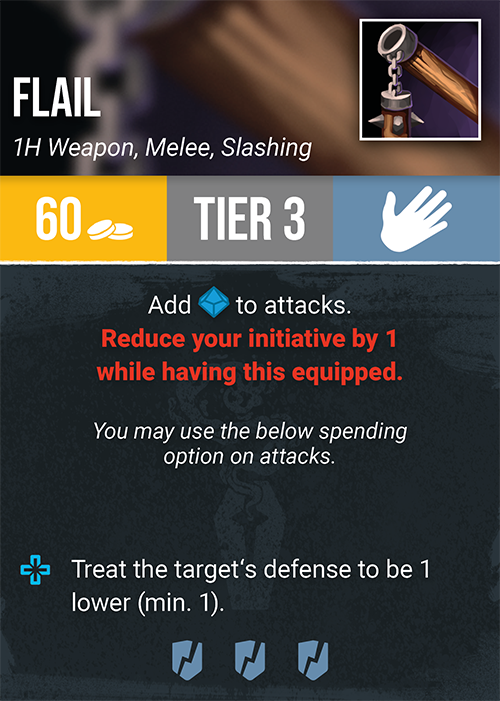 FLAIL
1H Weapon, Melee, Slashing
60 TIER 3
Add to attacks.
Reduce your initiative by 1
while having this equipped.
You may use the below spending
option on attacks.
Treat the target‘s defense to be 1
lower (min. 1).